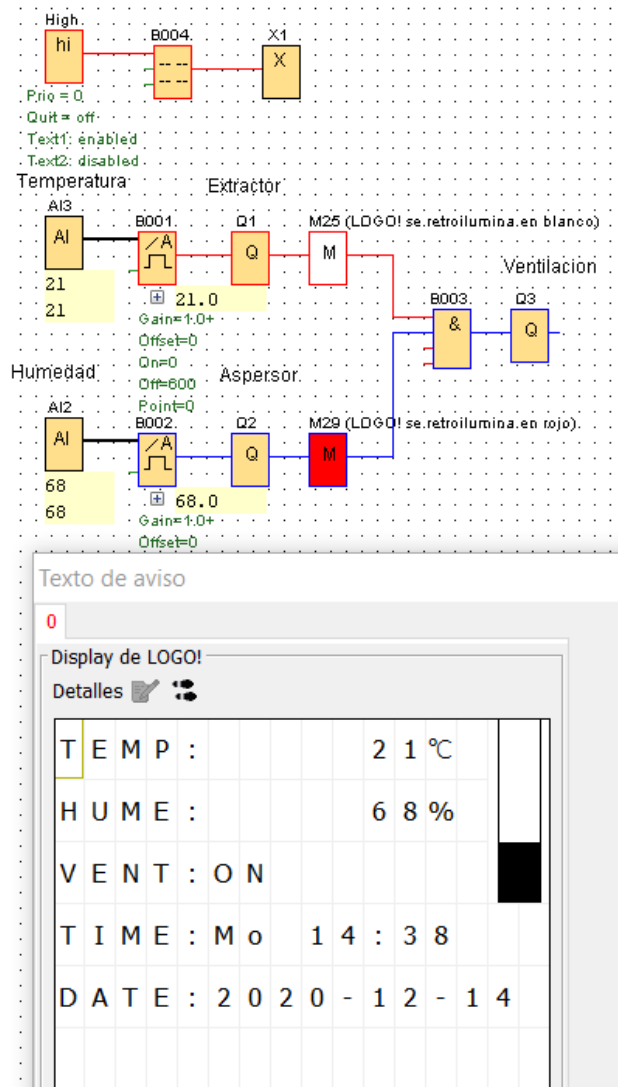 High
hi
B004
X1
X
Prio = 0
Quit = off
Text1: enabled
Text2: disabled
Temperatura
Extractor
AI3
B001
Q1
M25 (LOGO! se retroilumina en blanco)
AI
/A
Q
M
Ventilacion
21
21
21.0
B003
Q3
&
Q
Gain=1.0+
Offset=0
On=0
Off=600
Point=0
Humedad
Aspersor
AI2
B002
Q2
M29 (LOGO! se retroilumina en rojo)
AI
/A
Q
M
68
68
68.0
Gain=1.0+
Offset=0
Texto de aviso
0
Display de LOGO!
Detalles
TEMP: 21℃
HUME: 68%
VENT:ON
TIME:Mo 14:38
DATE:2020-12-14